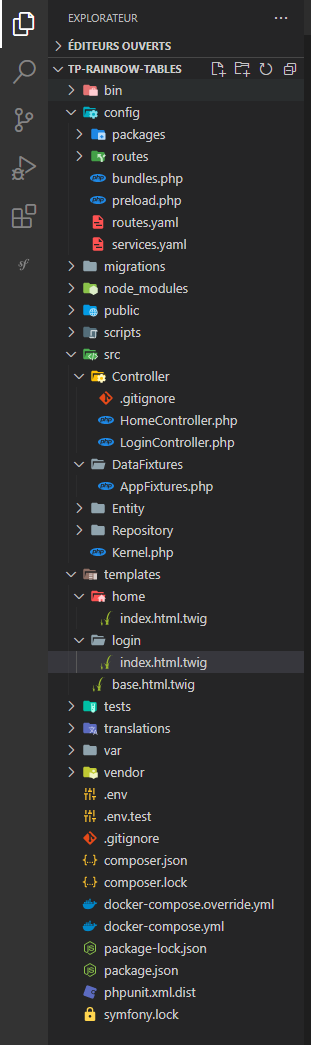 EXPLORATEUR
ÉDITEURS OUVERTS
TP-RAINBOW-TABLES
bin
config
packages
routes
bundles.php
preload.php
routes.yaml
services.yaml
migrations
node_modules
public
scripts
src
Controller
.gitignore
HomeController.php
LoginController.php
DataFixtures
AppFixtures.php
Entity
Repository
Kernel.php
templates
home
index.html.twig
login
index.html.twig
base.html.twig
tests
translations
var
vendor
.env
.env.test
.gitignore
composer.json
composer.lock
docker-compose.override.yml
docker-compose.yml
package-lock.json
package.json
phpunit.xml.dist
symfony.lock